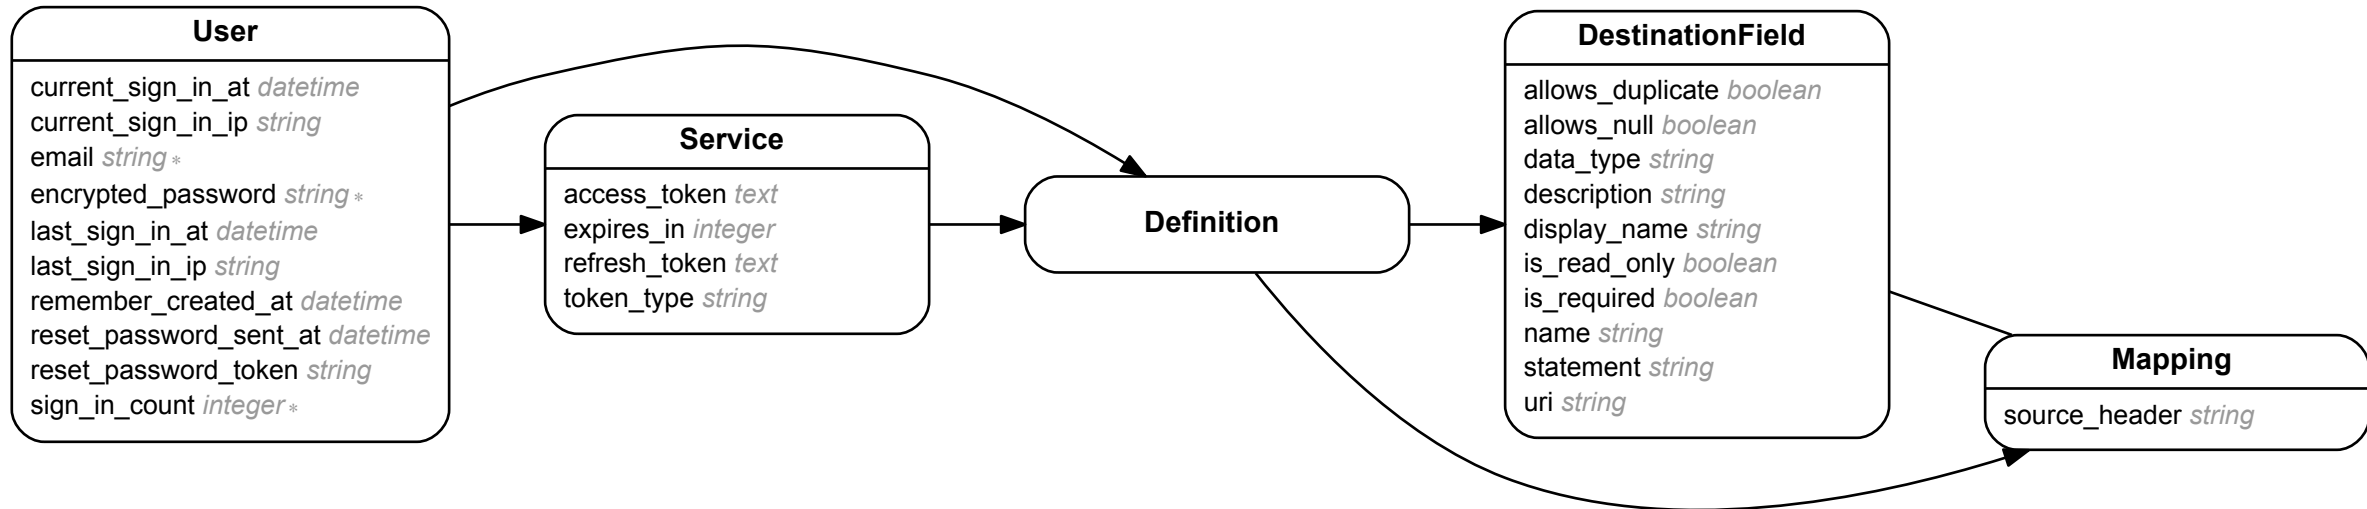 User
current_sign_in_at datetime
current_sign_in_ip string
email string *
encrypted_password string *
last_sign_in_at datetime
last_sign_in_ip string
remember_created_at datetime
reset_password_sent_at datetime
reset_password_token string
sign_in_count integer *
Service
access_token text
expires_in integer
refresh_token text
token_type string
Definition
DestinationField
allows_duplicate boolean
allows_null boolean
data_type string
description string
display_name string
is_read_only boolean
is_required boolean
name string
statement string
uri string
Mapping
source_header string